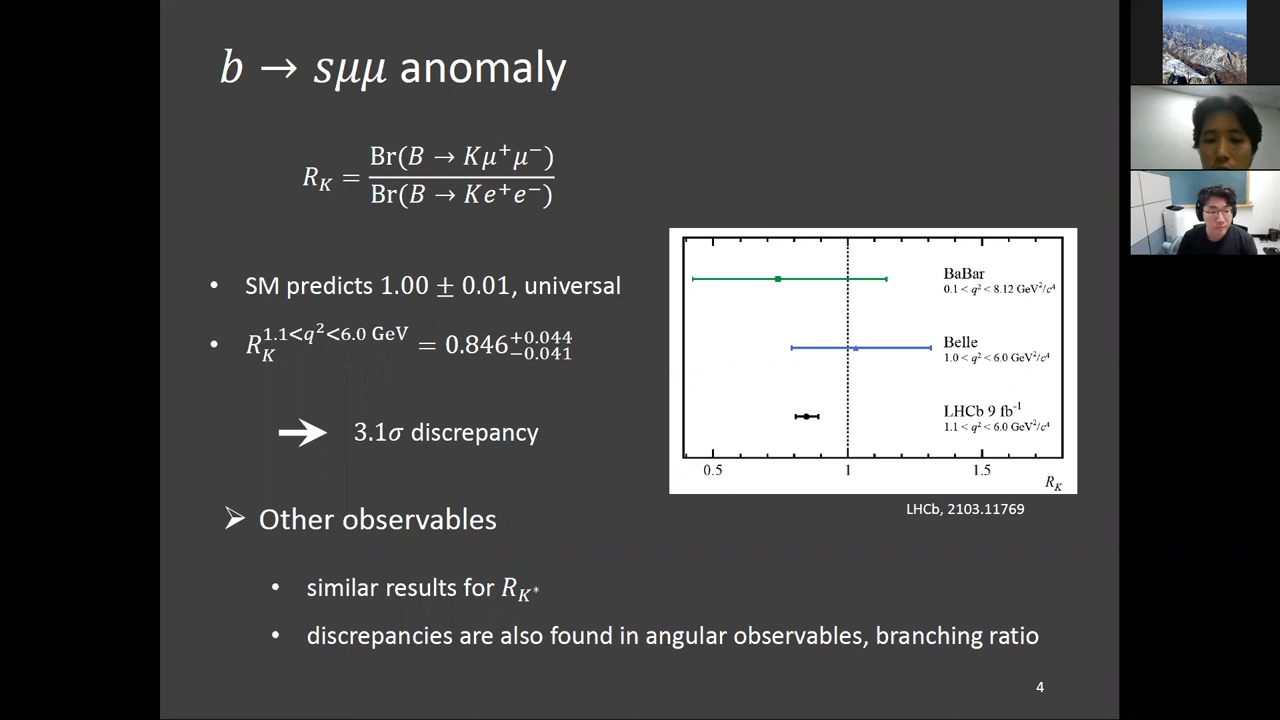 b → sμμ anomaly
R_K = Br(B → Kμ⁺μ⁻) / Br(B → Ke⁺e⁻)
• SM predicts 1.00 ± 0.01, universal
• R_K^{1.1<q²<6.0 GeV} = 0.846^{+0.044}_{−0.041}
➔ 3.1σ discrepancy
BaBar
0.1 < q² < 8.12 GeV²/c⁴
Belle
1.0 < q² < 6.0 GeV²/c⁴
LHCb 9 fb⁻¹
1.1 < q² < 6.0 GeV²/c⁴
0.5 1 1.5
R_K
LHCb, 2103.11769
➢ Other observables
• similar results for R_{K*}
• discrepancies are also found in angular observables, branching ratio
4